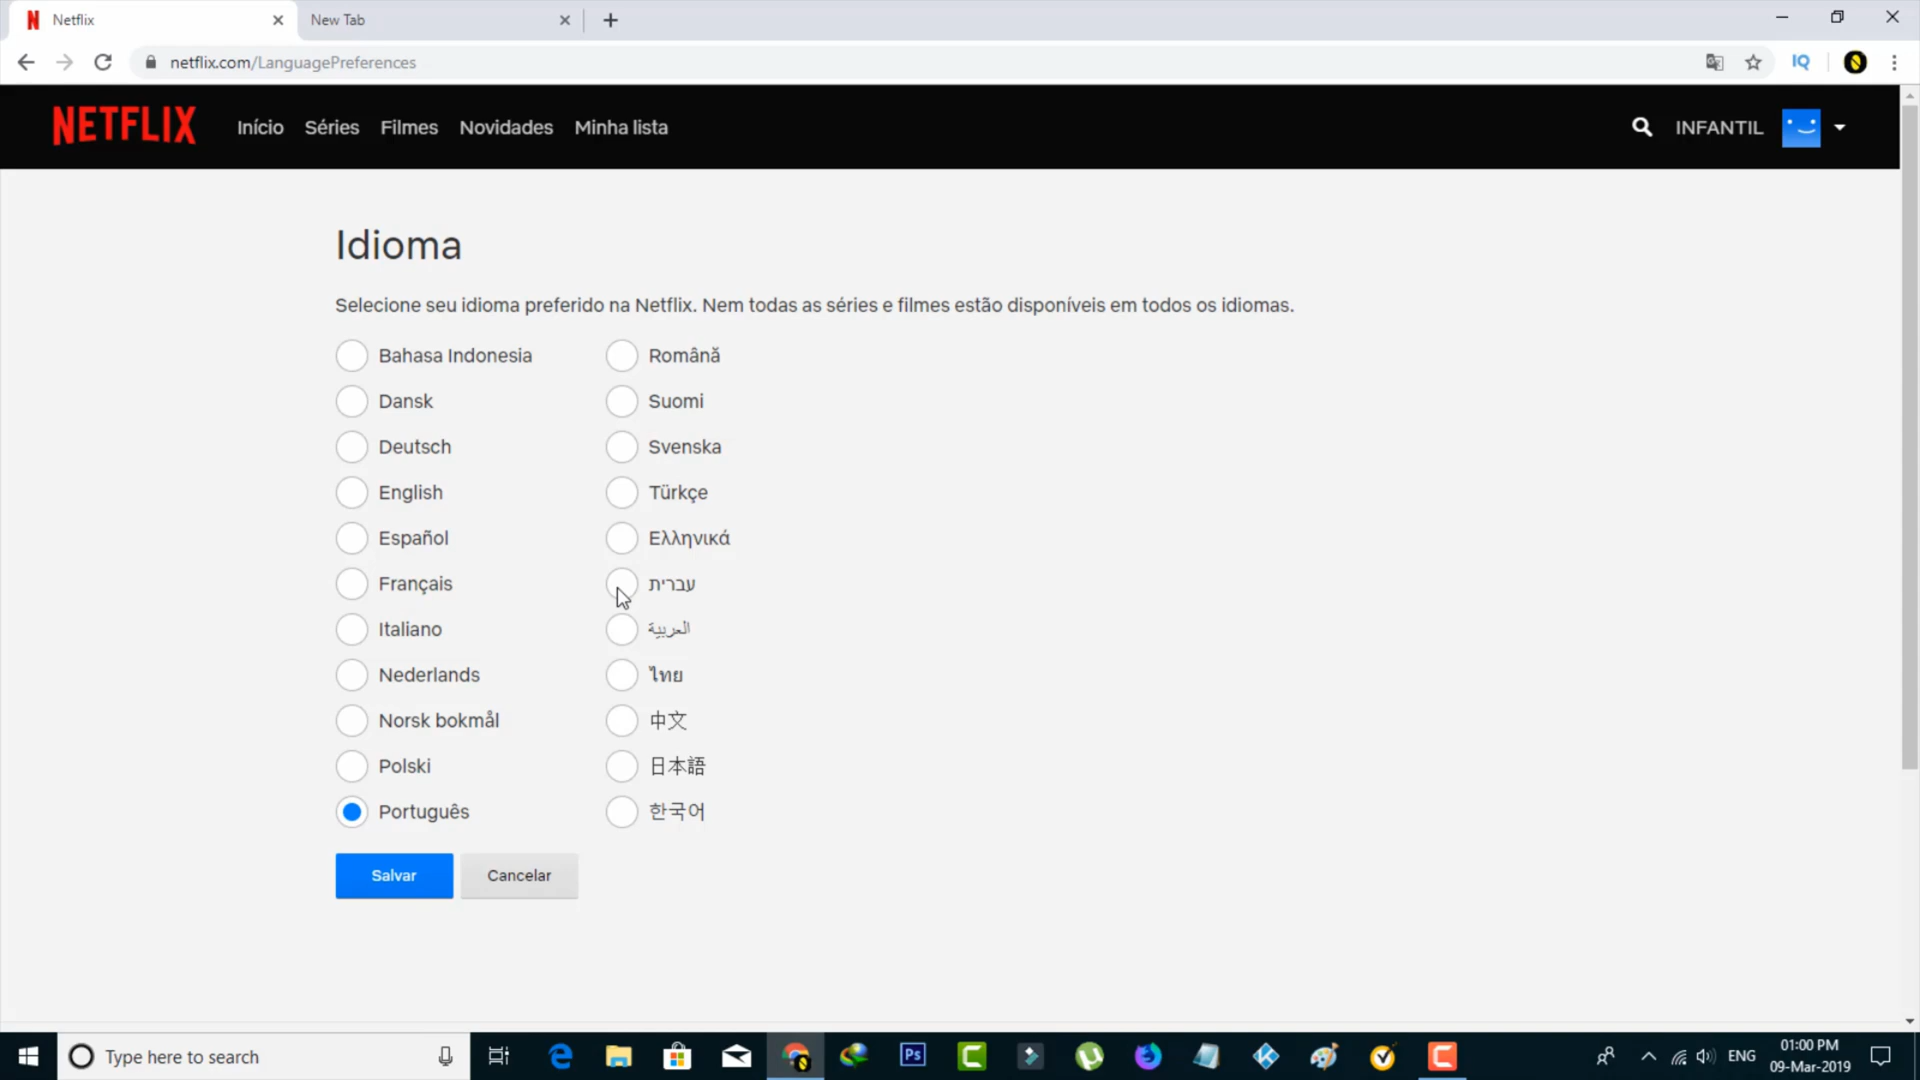 Netflix
New Tab
netflix.com/LanguagePreferences
IQ
NETFLIX Início Séries Filmes Novidades Minha lista INFANTIL
Idioma
Selecione seu idioma preferido na Netflix. Nem todas as séries e filmes estão disponíveis em todos os idiomas.
Bahasa Indonesia
Dansk
Deutsch
English
Español
Français
Italiano
Nederlands
Norsk bokmål
Polski
Português
Română
Suomi
Svenska
Türkçe
Ελληνικά
עברית
العربية
ไทย
中文
日本語
한국어
Salvar Cancelar
Type here to search
Ps
ENG
01:00 PM
09-Mar-2019